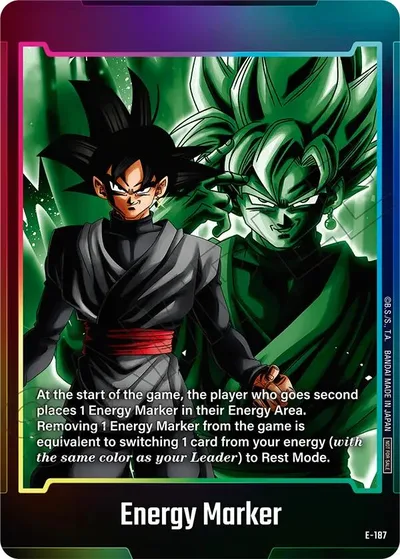 At the start of the game, the player who goes second
places 1 Energy Marker in their Energy Area.
Removing 1 Energy Marker from the game is
equivalent to switching 1 card from your energy (with
the same color as your Leader) to Rest Mode.
©B.S./S., T.A. BANDAI MADE IN JAPAN
NOT FOR SALE
Energy Marker
E-187